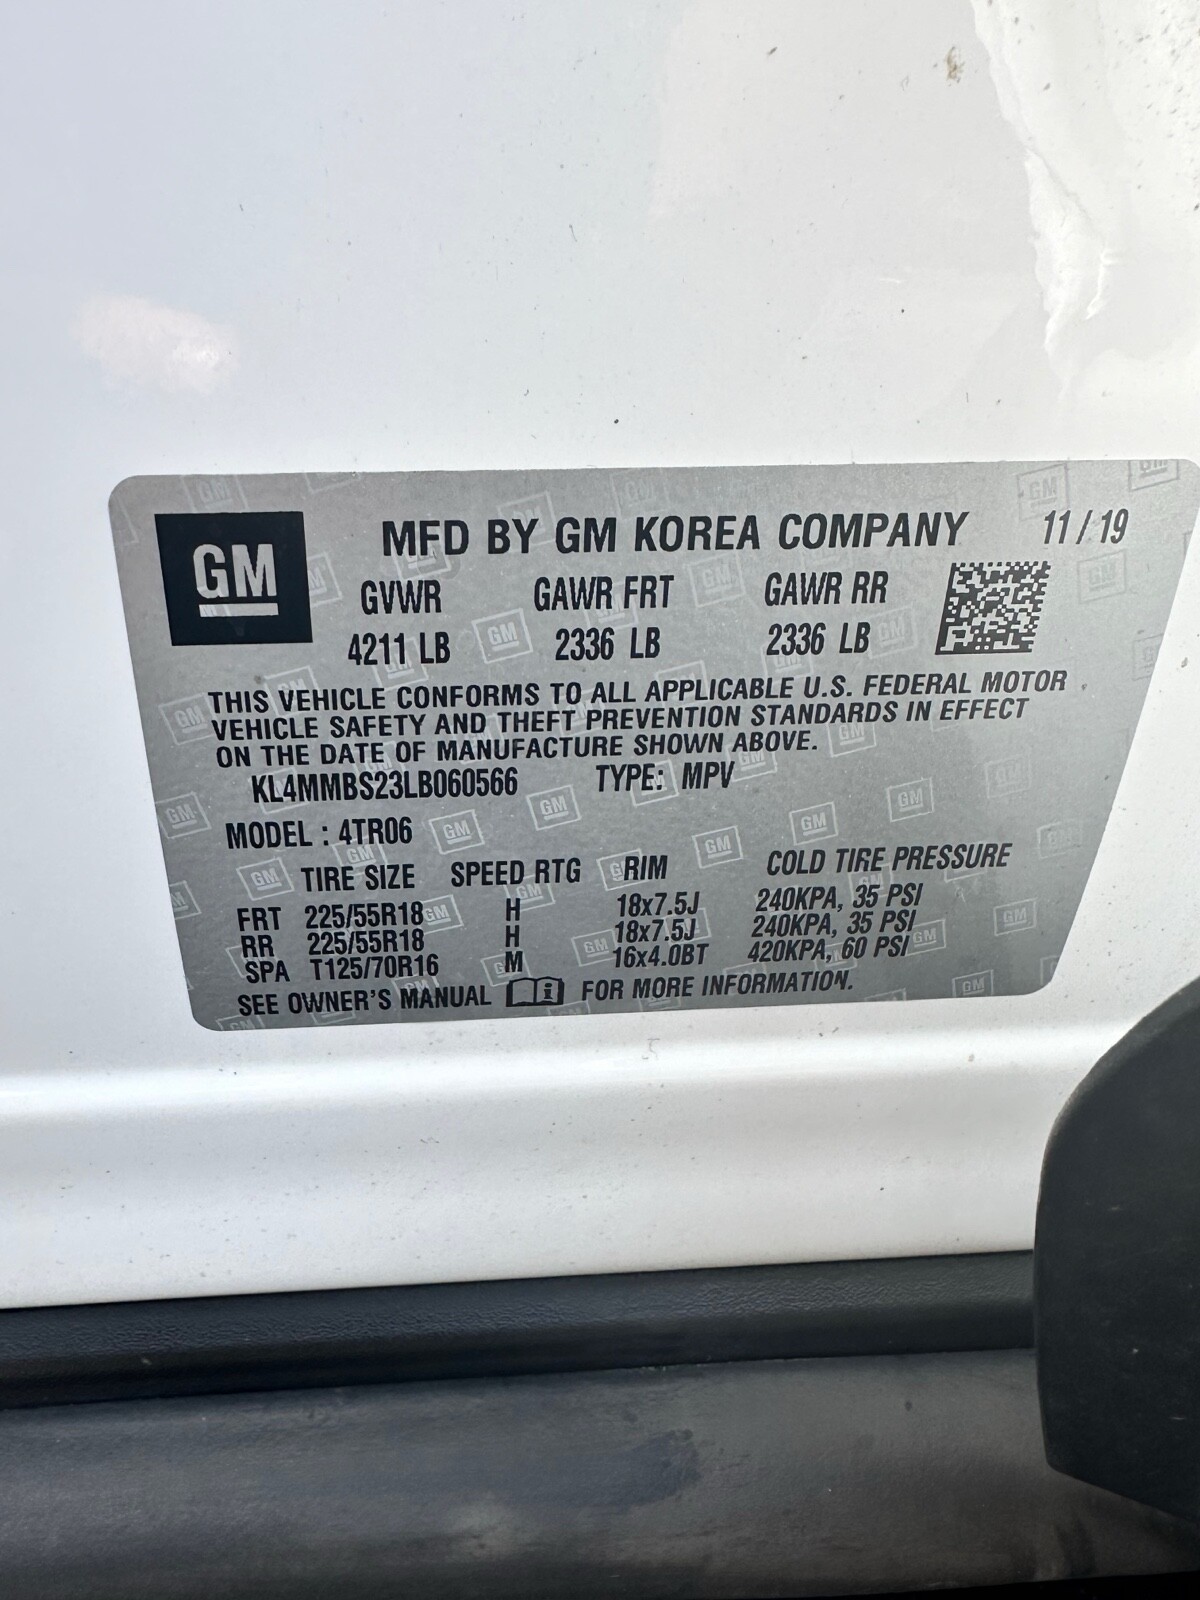 GM
MFD BY GM KOREA COMPANY 11/19
GVWR GAWR FRT GAWR RR
4211 LB 2336 LB 2336 LB
THIS VEHICLE CONFORMS TO ALL APPLICABLE U.S. FEDERAL MOTOR
VEHICLE SAFETY AND THEFT PREVENTION STANDARDS IN EFFECT
ON THE DATE OF MANUFACTURE SHOWN ABOVE.
KL4MMBS23LB060566 TYPE: MPV
MODEL : 4TR06
TIRE SIZE SPEED RTG RIM COLD TIRE PRESSURE
FRT 225/55R18 H 18x7.5J 240KPA, 35 PSI
RR 225/55R18 H 18x7.5J 240KPA, 35 PSI
SPA T125/70R16 M 16x4.0BT 420KPA, 60 PSI
SEE OWNER'S MANUAL i FOR MORE INFORMATION.